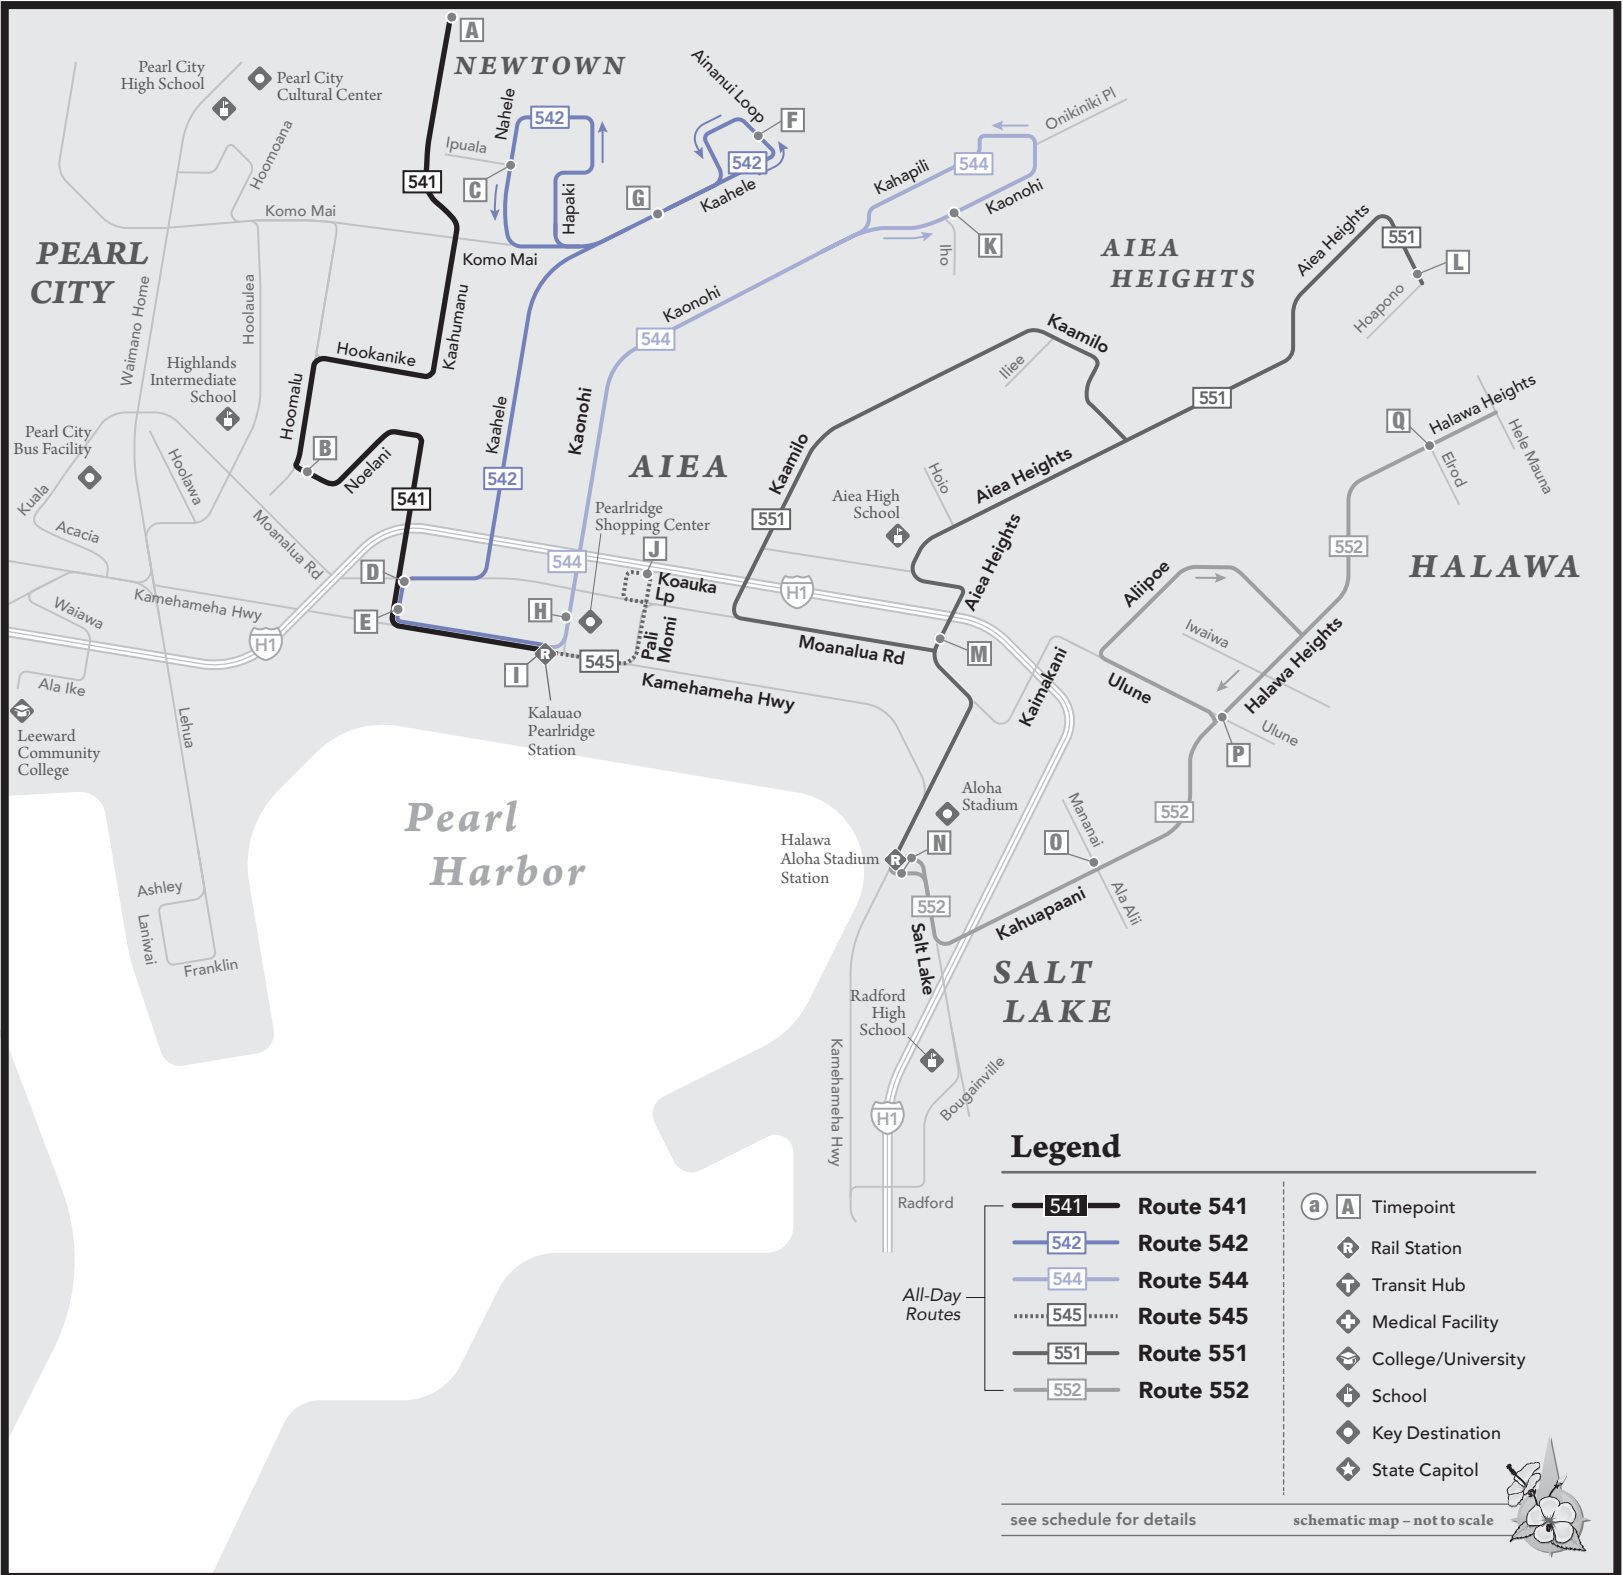 A
NEWTOWN
Pearl City
High School
Pearl City
Cultural Center
Hoomoana
Ipuala
Nahele
542
C
Hapaki
541
Komo Mai
Komo Mai
G
Ainanui Loop
F
542
Kaahele
Kahapili
544
Onikiniki Pl
Kaonohi
K
Iho
AIEA
HEIGHTS
Aiea Heights
551
L
Hoapono
PEARL
CITY
Waimano Home
Hoolaulea
Kaahumanu
Hookanike
Hoomalu
Highlands
Intermediate
School
Kaonohi
544
Kaahele
Kaonohi
542
Kaamilo
Iliee
551
Q
Halawa Heights
Hele Mauna
Elrod
Pearl City
Bus Facility
Kuala
Acacia
Hoolawa
Moanalua Rd
B
Noelani
541
AIEA
Kaamilo
551
Aiea High
School
Hoio
Aiea Heights
Aiea Heights
552
HALAWA
Pearlridge
Shopping Center
544
J
Koauka
Lp
H1
D
E
H
Waiawa
Kamehameha Hwy
H1
Pali
Momi
545
I
R
Kalauao
Pearlridge
Station
Moanalua Rd
Kamehameha Hwy
M
Kaimakani
Aliipoe
Iwaiwa
Ulune
Halawa Heights
Ulune
P
Ala Ike
Lehua
Leeward
Community
College
Pearl
Harbor
Aloha
Stadium
Halawa
Aloha Stadium
Station
R
N
552
O
Mananai
552
Ala Alii
Kahuapaani
Salt Lake
SALT
LAKE
Ashley
Laniwai
Franklin
Radford
High
School
Kamehameha Hwy
Bougainville
H1
Radford
Legend
All-Day
Routes
541 Route 541
542 Route 542
544 Route 544
545 Route 545
551 Route 551
552 Route 552
a A Timepoint
R Rail Station
T Transit Hub
Medical Facility
College/University
School
Key Destination
State Capitol
see schedule for details
schematic map – not to scale